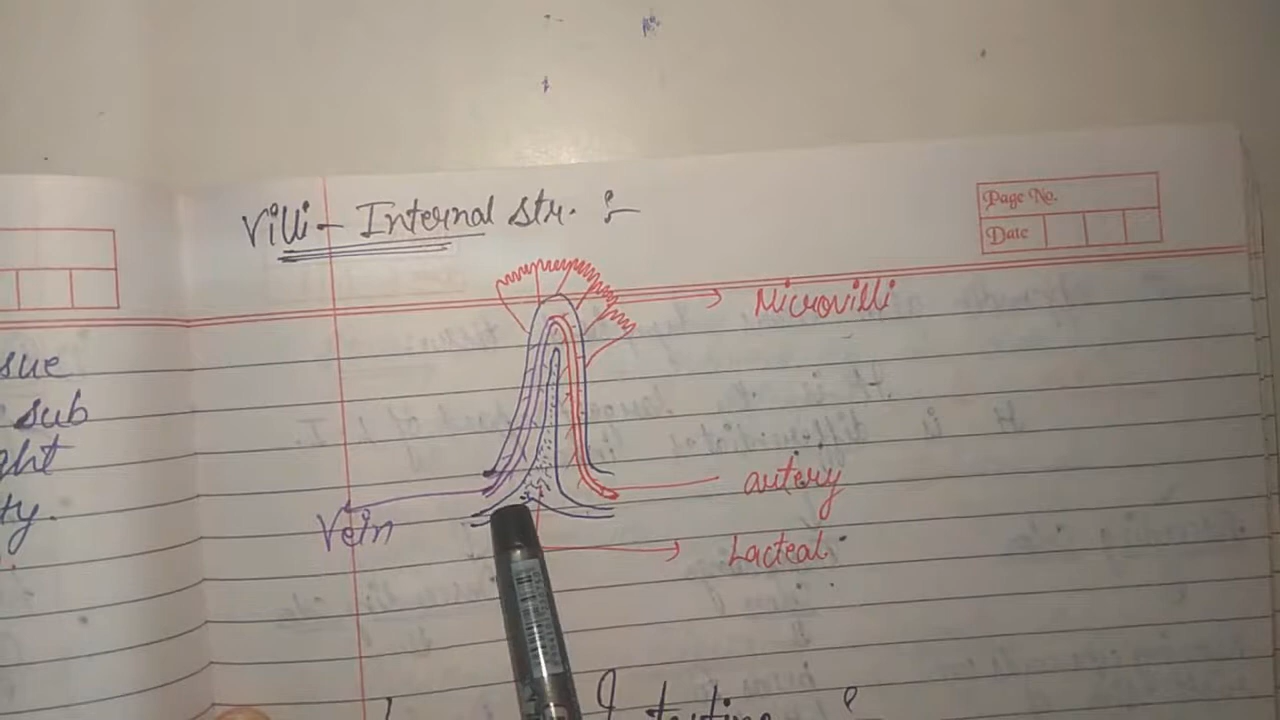 Villi - Internal str. :-
Page No.
Date
Microvilli
sue
sub
ght
artery
ty.
Vein
Lacteal